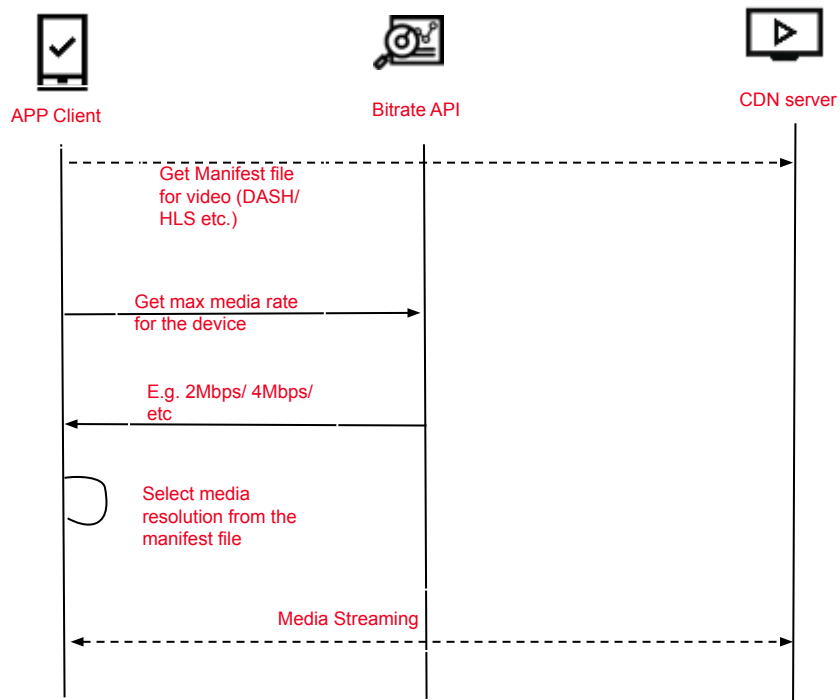 APP Client
Bitrate API
CDN server
Get Manifest file
for video (DASH/
HLS etc.)
Get max media rate
for the device
E.g. 2Mbps/ 4Mbps/
etc
Select media
resolution from the
manifest file
Media Streaming